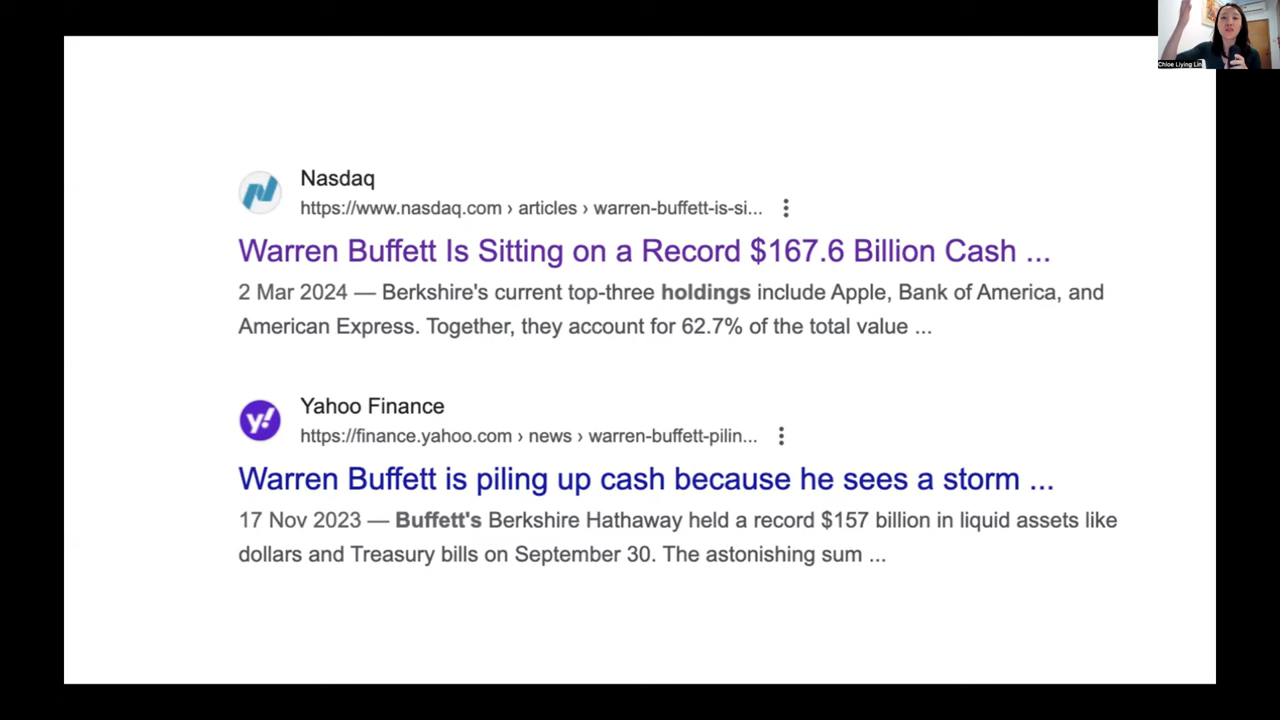 Chloe Liying Lin
Nasdaq
https://www.nasdaq.com › articles › warren-buffett-is-si...
Warren Buffett Is Sitting on a Record $167.6 Billion Cash ...
2 Mar 2024 — Berkshire's current top-three holdings include Apple, Bank of America, and
American Express. Together, they account for 62.7% of the total value ...
y!
Yahoo Finance
https://finance.yahoo.com › news › warren-buffett-pilin...
Warren Buffett is piling up cash because he sees a storm ...
17 Nov 2023 — Buffett's Berkshire Hathaway held a record $157 billion in liquid assets like
dollars and Treasury bills on September 30. The astonishing sum ...